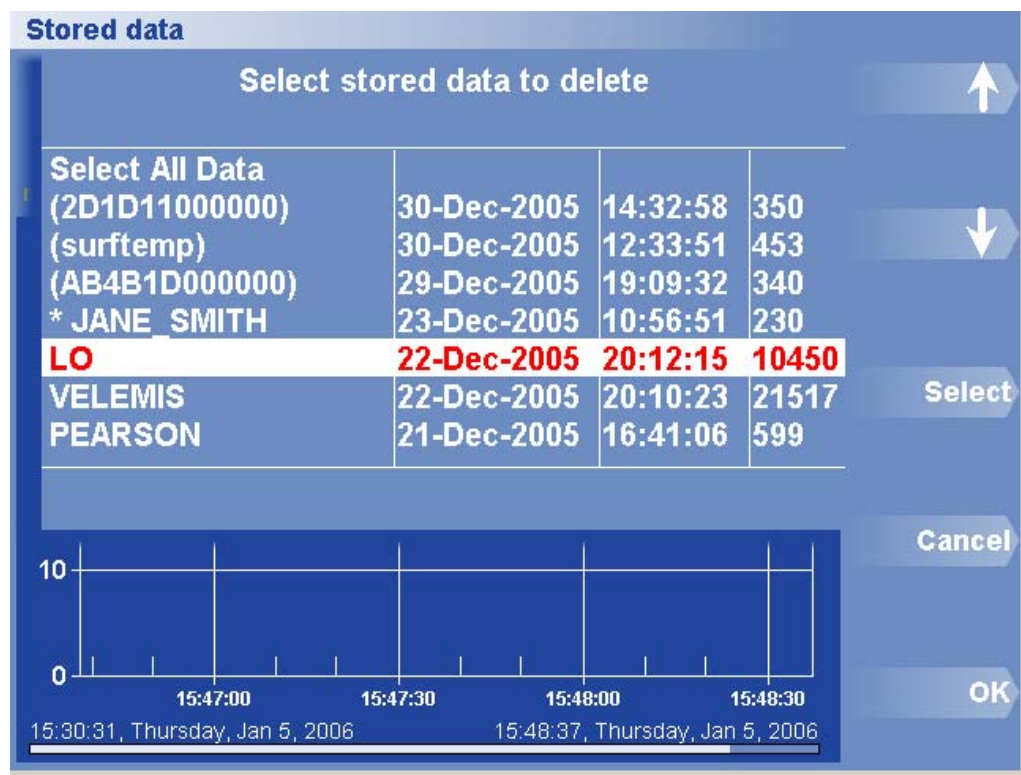 Stored data
Select stored data to delete
Select All Data
(2D1D11000000) 30-Dec-2005 14:32:58 350
(surftemp) 30-Dec-2005 12:33:51 453
(AB4B1D000000) 29-Dec-2005 19:09:32 340
* JANE_SMITH 23-Dec-2005 10:56:51 230
LO 22-Dec-2005 20:12:15 10450
VELEMIS 22-Dec-2005 20:10:23 21517
PEARSON 21-Dec-2005 16:41:06 599
Select
Cancel
OK
10
0
15:47:00 15:47:30 15:48:00 15:48:30
15:30:31, Thursday, Jan 5, 2006 15:48:37, Thursday, Jan 5, 2006